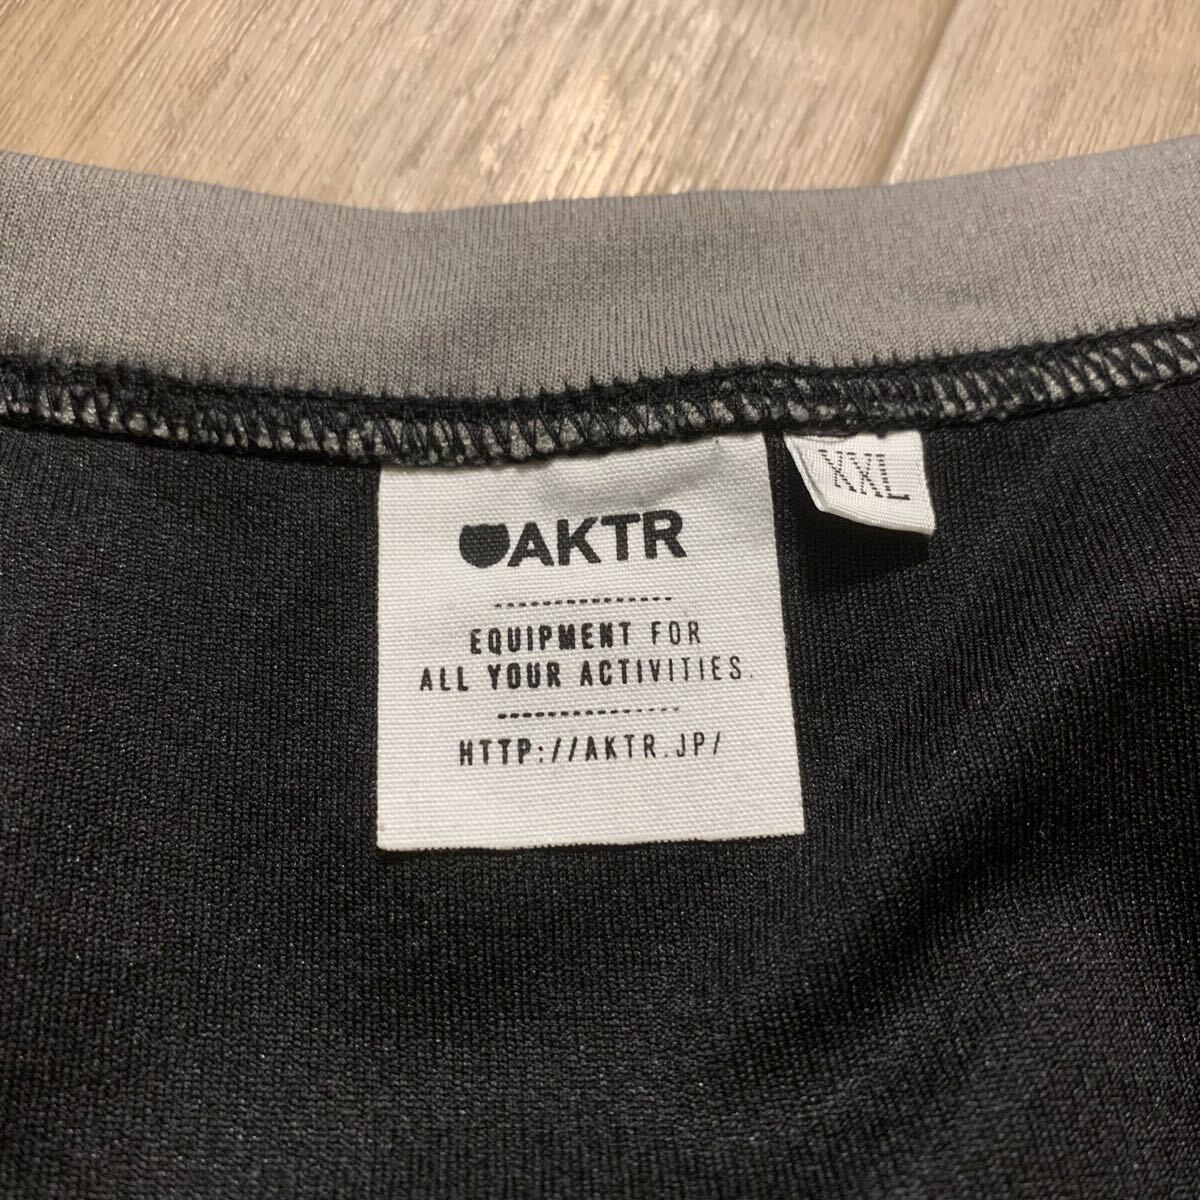 AKTR
EQUIPMENT FOR
ALL YOUR ACTIVITIES.
HTTP://AKTR.JP/
XXL